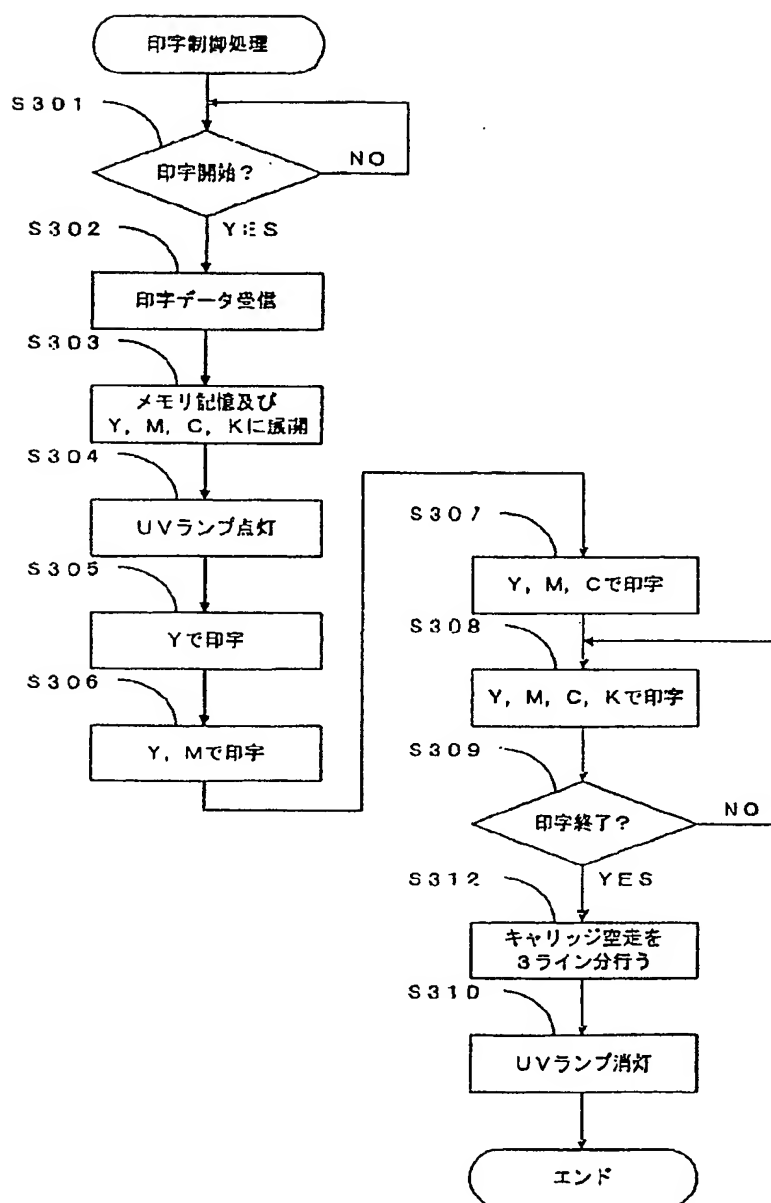 印字制御処理
S301
印字開始?
NO
YES
S302
印字データ受信
S303
メモリ記憶及び
Y, M, C, Kに展開
S304
UVランプ点灯
S305
Yで印字
S306
Y, Mで印字
S307
Y, M, Cで印字
S308
Y, M, C, Kで印字
S309
印字終了?
NO
YES
S312
キャリッジ空走を
3ライン分行う
S310
UVランプ消灯
エンド